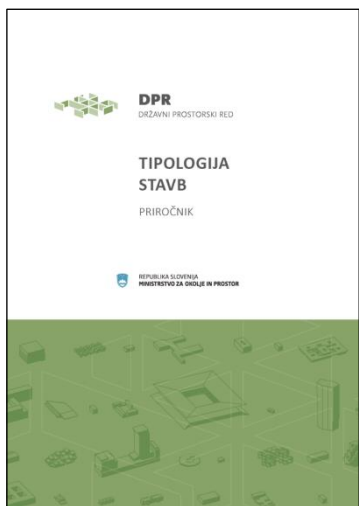 DPR
DRŽAVNI PROSTORSKI RED
TIPOLOGIJA
STAVB
PRIROČNIK
REPUBLIKA SLOVENIJA
MINISTRSTVO ZA OKOLJE IN PROSTOR